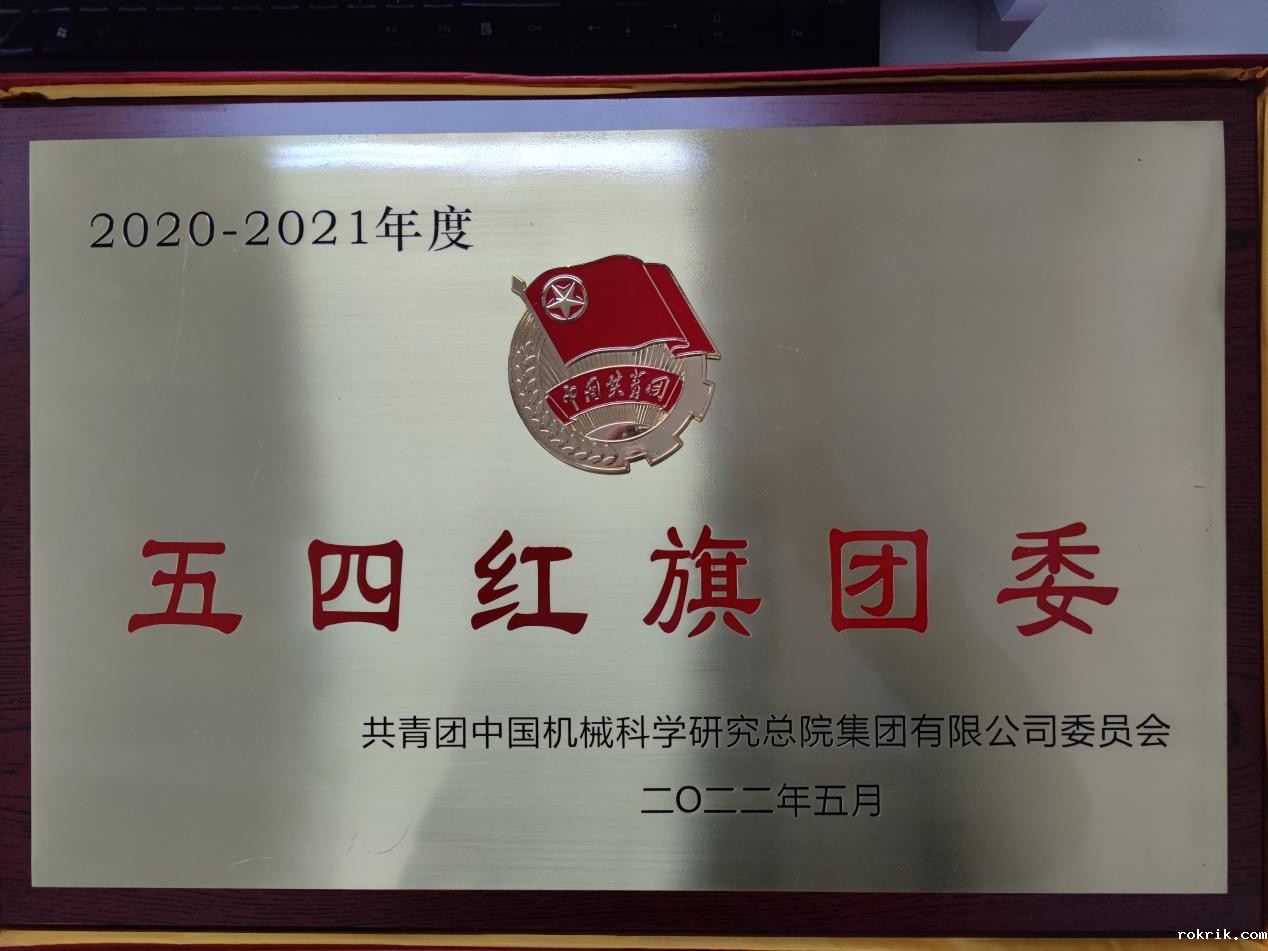 2020-2021年度
中国共青团
五四红旗团委
共青团中国机械科学研究总院集团有限公司委员会
二〇二二年五月
rokrik.com